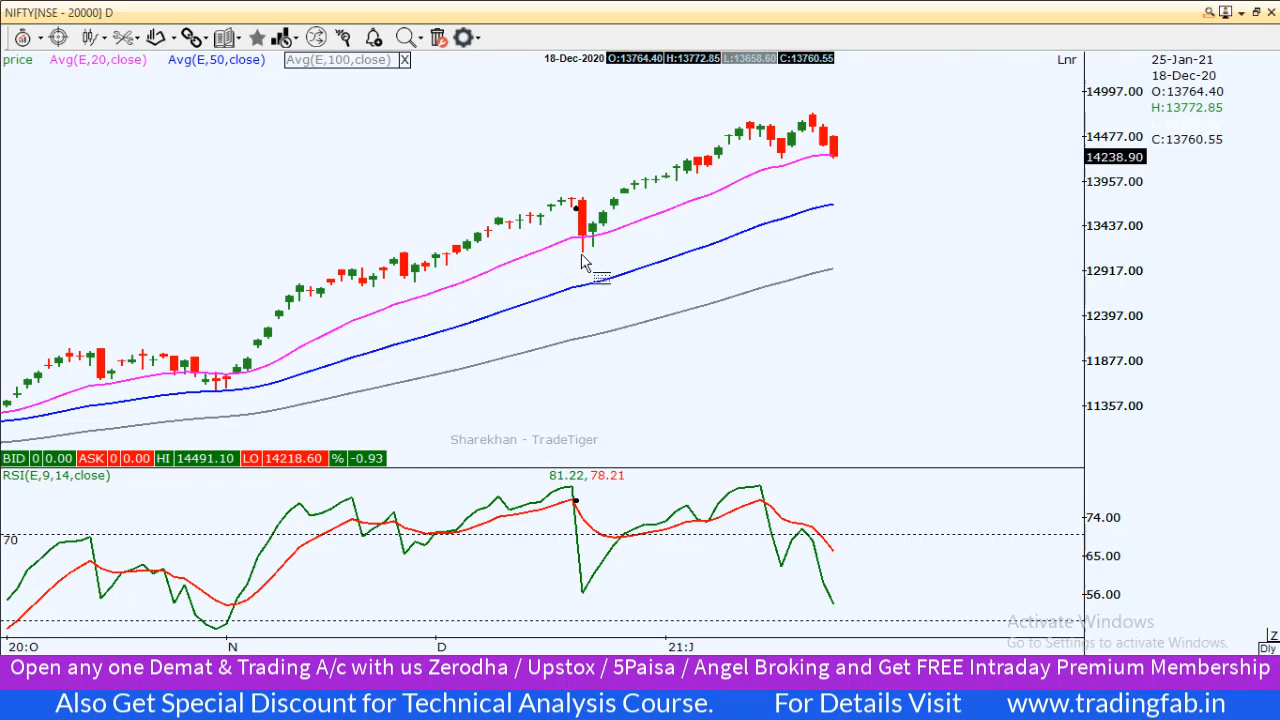 NIFTY[NSE - 20000] D
price Avg(E,20,close) Avg(E,50,close) Avg(E,100,close) X 18-Dec-2020 O:13764.40 H:13772.85 L:13658.60 C:13760.55 Lnr
25-Jan-21
18-Dec-20
O:13764.40
H:13772.85
C:13760.55
14997.00
14477.00
14238.90
13957.00
13437.00
12917.00
12397.00
11877.00
11357.00
Sharekhan - TradeTiger
BID 0 0.00 ASK 0 0.00 HI 14491.10 LO 14218.60 % -0.93
RSI(E,9,14,close) 81.22,78.21
74.00
70
65.00
56.00
Activate Windows
Go to Settings to activate Windows.
20:O N D 21:J Z
Dly
Open any one Demat & Trading A/c with us Zerodha / Upstox / 5Paisa / Angel Broking and Get FREE Intraday Premium Membership
Also Get Special Discount for Technical Analysis Course. For Details Visit www.tradingfab.in